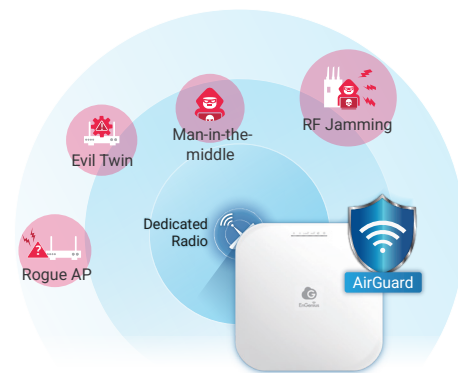 RF Jamming
Man-in-the-
middle
Evil Twin
Dedicated
Radio
Rogue AP
AirGuard
EnGenius